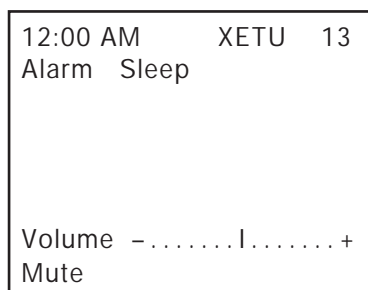 12:00 AM XETU 13
Alarm Sleep
Volume –.......I.......+
Mute